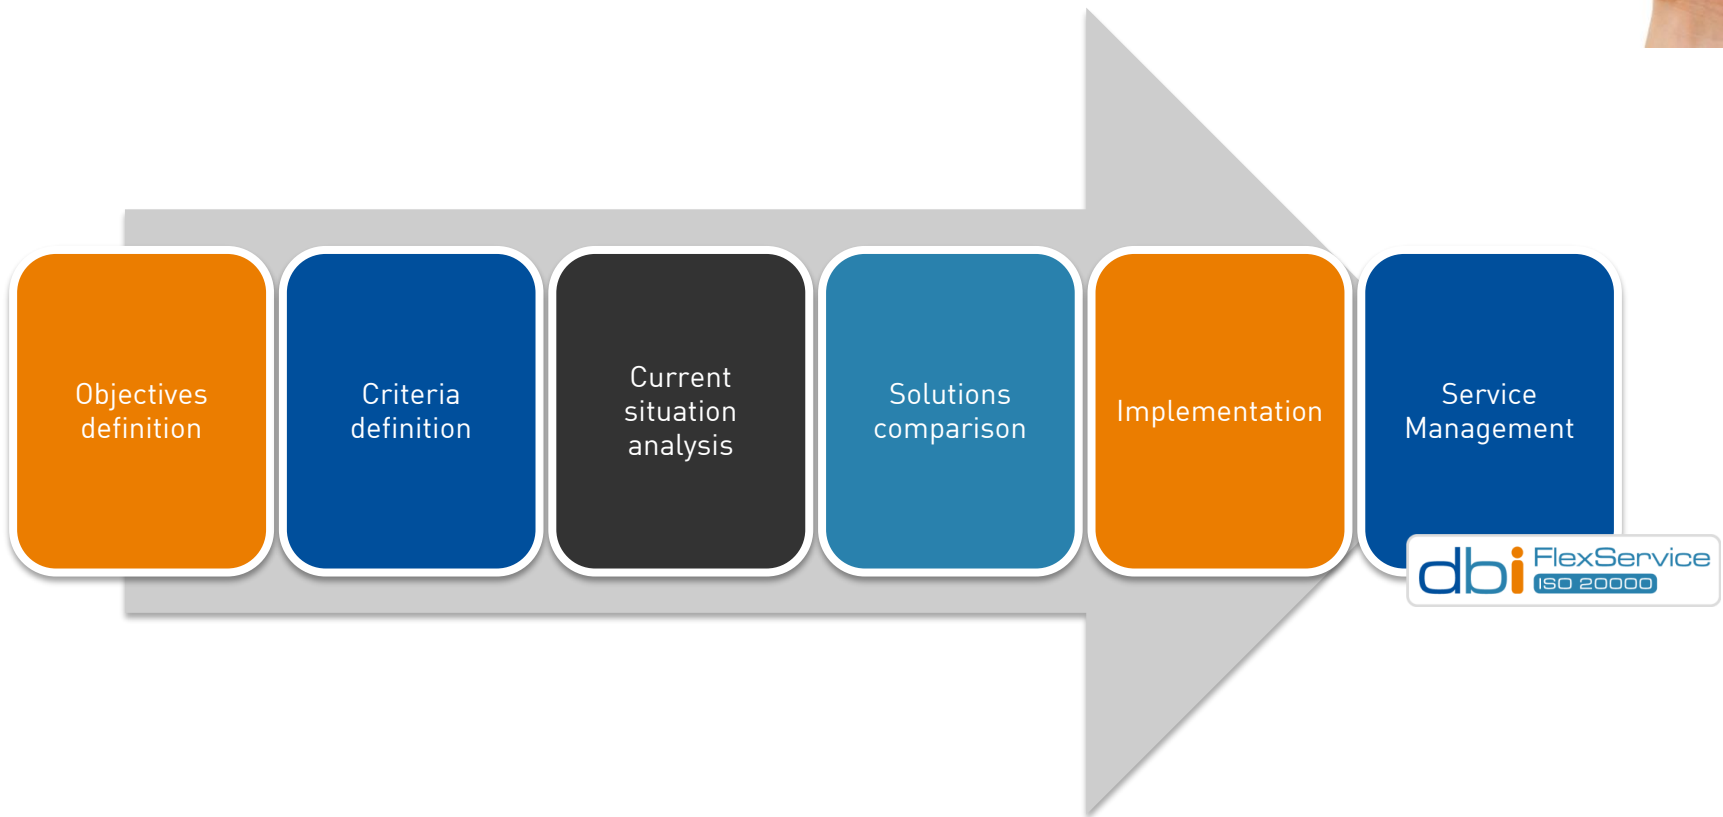 Objectives
definition
Criteria
definition
Current
situation
analysis
Solutions
comparison
Implementation
Service
Management
dbi FlexService
ISO 20000